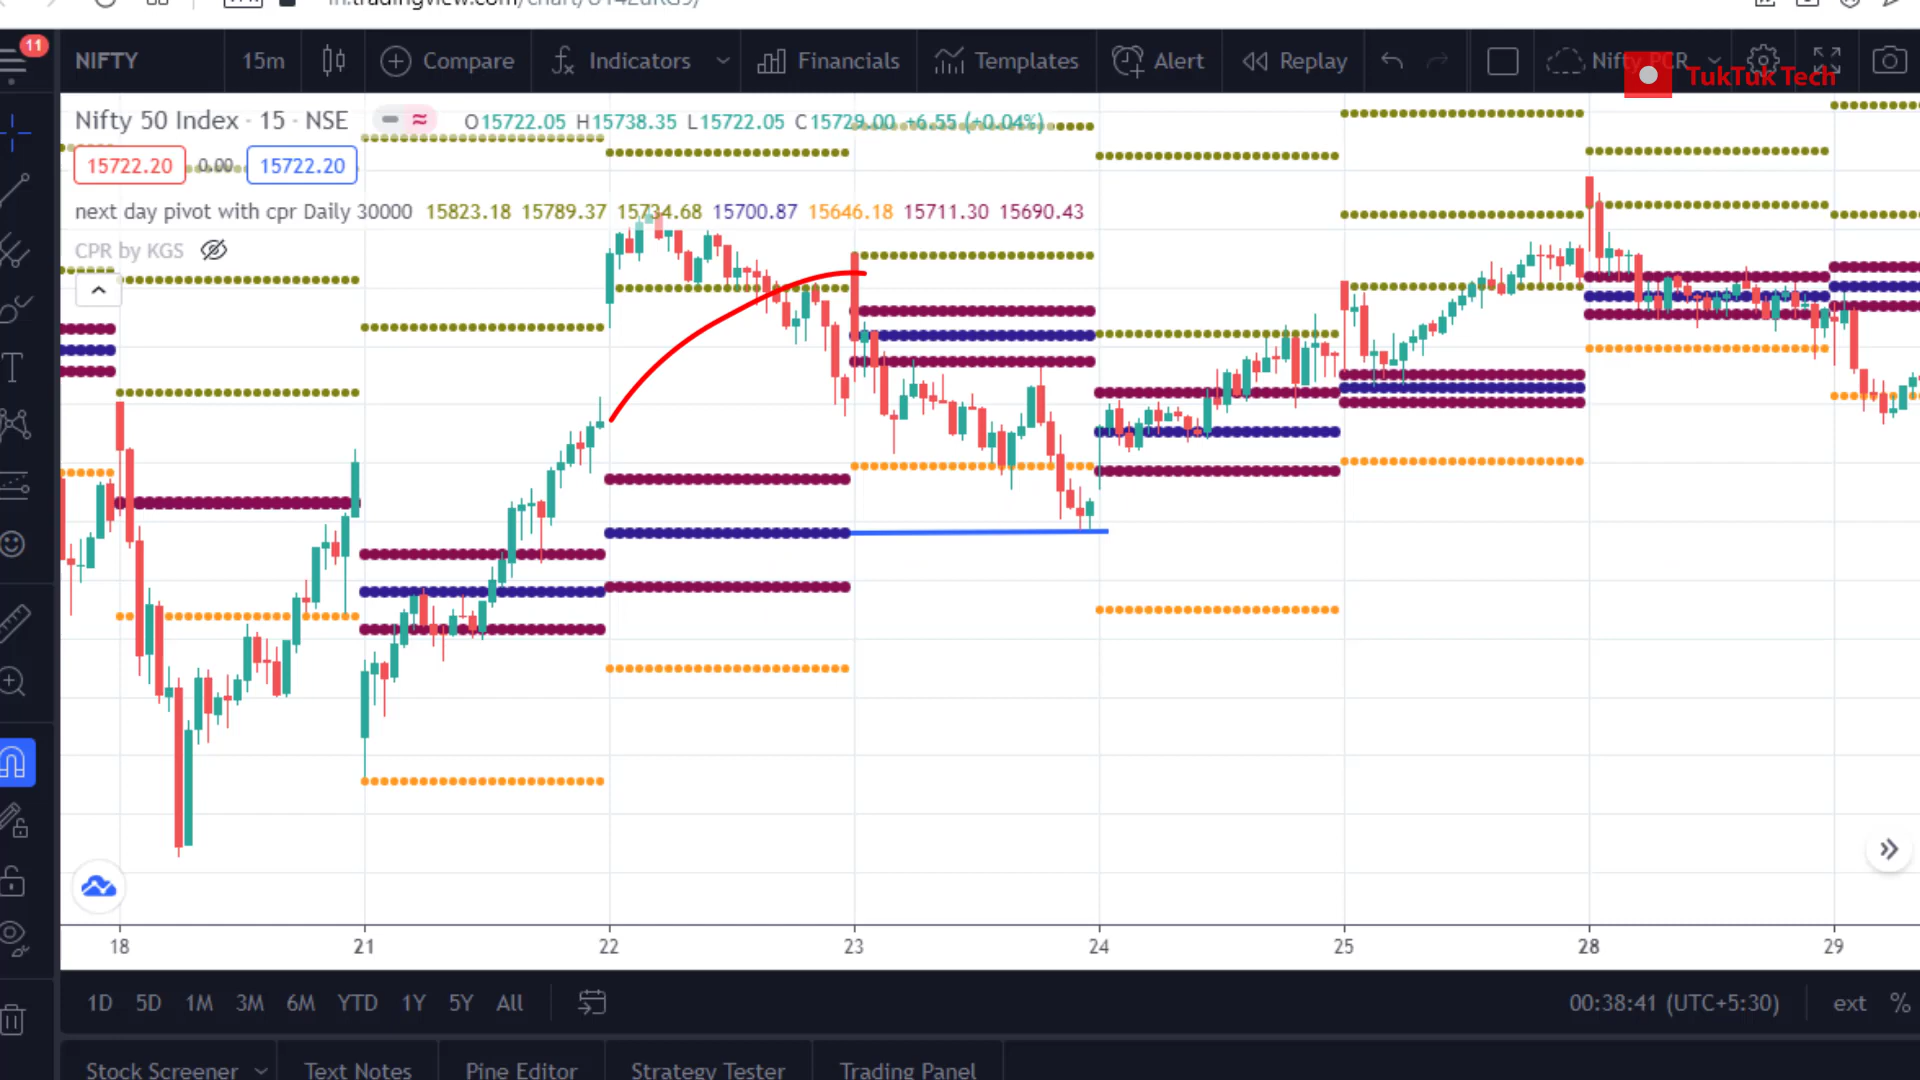 11
NIFTY
15m
Compare
Indicators
Financials
Templates
Alert
Replay
Nifty PCR
TukTuk Tech
Nifty 50 Index · 15 · NSE
O15722.05 H15738.35 L15722.05 C15729.00 +6.55 (+0.04%)
15722.20 0.00 15722.20
next day pivot with cpr Daily 30000 15823.18 15789.37 15734.68 15700.87 15646.18 15711.30 15690.43
CPR by KGS
18 21 22 23 24 25 28 29
1D 5D 1M 3M 6M YTD 1Y 5Y All
00:38:41 (UTC+5:30) ext %
Stock Screener Text Notes Pine Editor Strategy Tester Trading Panel